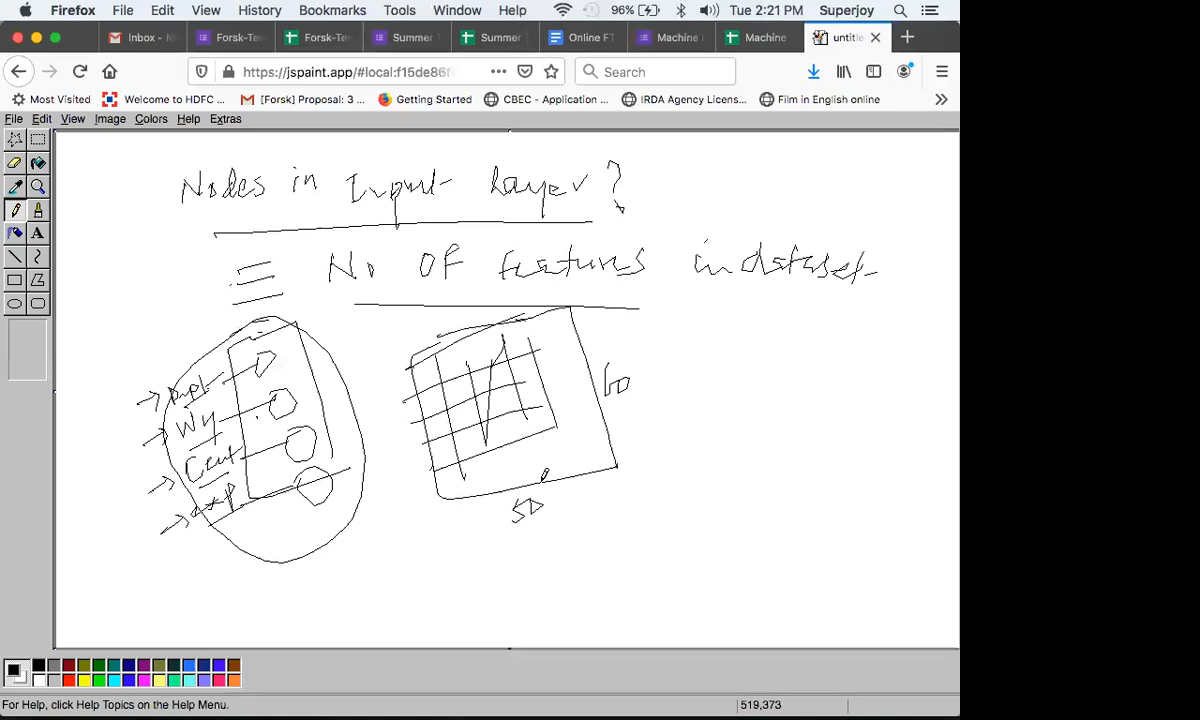 Firefox File Edit View History Bookmarks Tools Window Help 96% Tue 2:21 PM Superjoy
Inbox - Forsk-Te Forsk-Te Summer Summer Online FT Machine Machine untitle
https://jspaint.app/#local:f15de86f Search
Most Visited Welcome to HDFC ... [Forsk] Proposal: 3 ... Getting Started CBEC - Application ... IRDA Agency Licens... Film in English online
File Edit View Image Colors Help Extras
Nodes in Input Layer?
No. Of features in dataset
60
50
For Help, click Help Topics on the Help Menu. 519,373